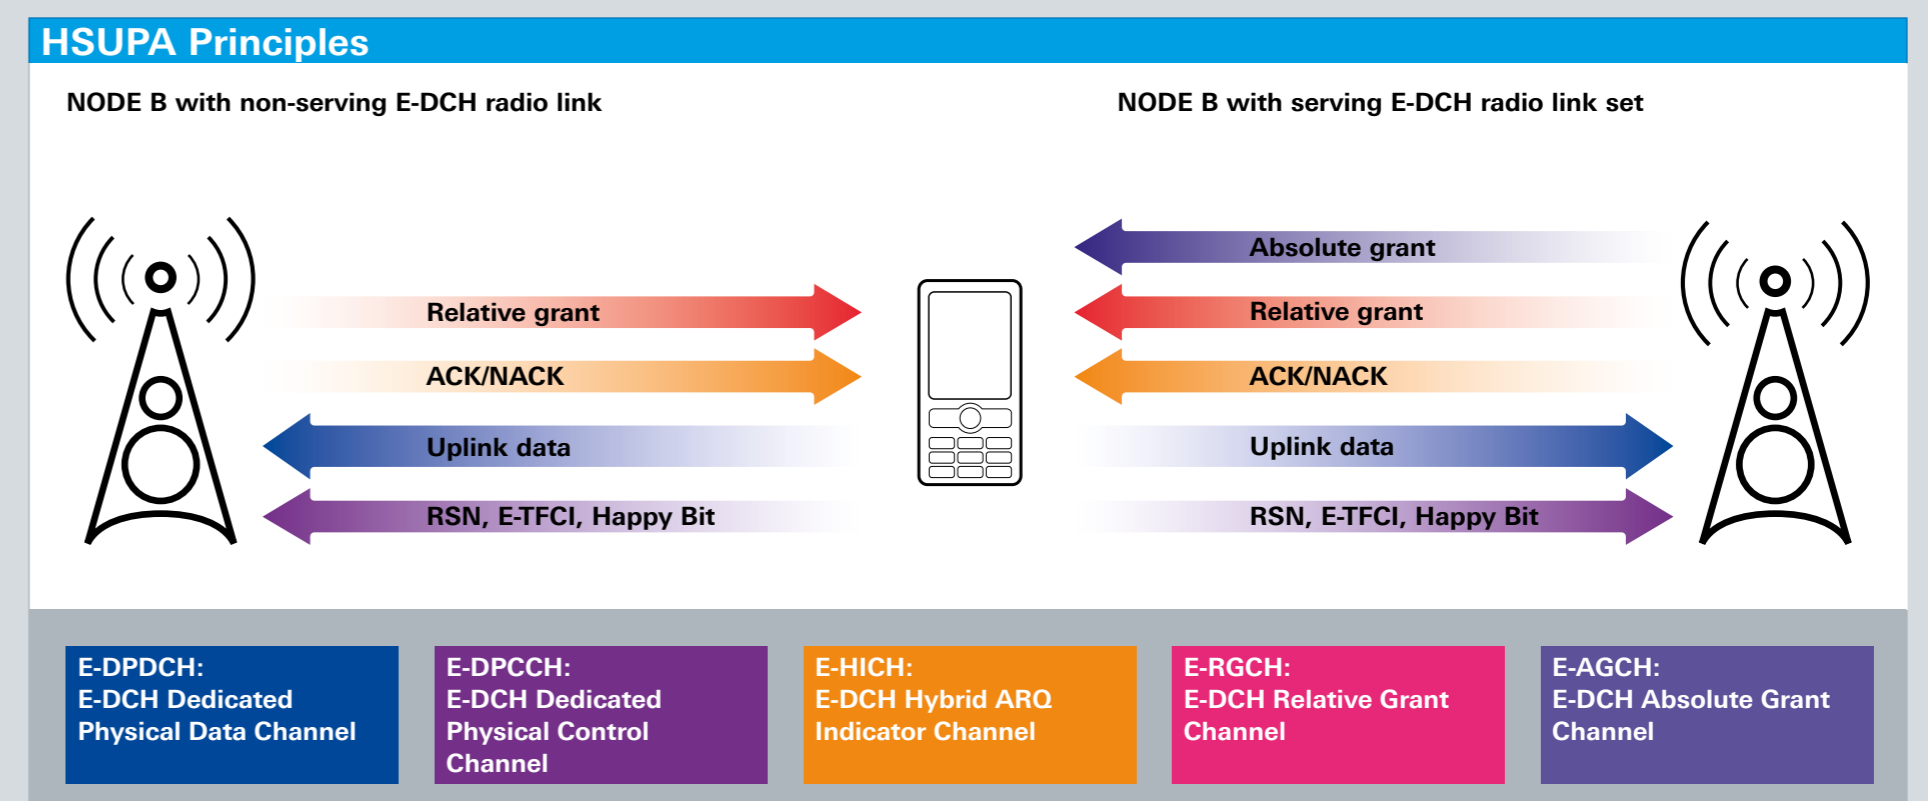 HSUPA Principles
NODE B with non-serving E-DCH radio link
NODE B with serving E-DCH radio link set
Absolute grant
Relative grant
Relative grant
ACK/NACK
ACK/NACK
Uplink data
Uplink data
RSN, E-TFCI, Happy Bit
RSN, E-TFCI, Happy Bit
E-DPDCH:
E-DCH Dedicated
Physical Data Channel
E-DPCCH:
E-DCH Dedicated
Physical Control
Channel
E-HICH:
E-DCH Hybrid ARQ
Indicator Channel
E-RGCH:
E-DCH Relative Grant
Channel
E-AGCH:
E-DCH Absolute Grant
Channel